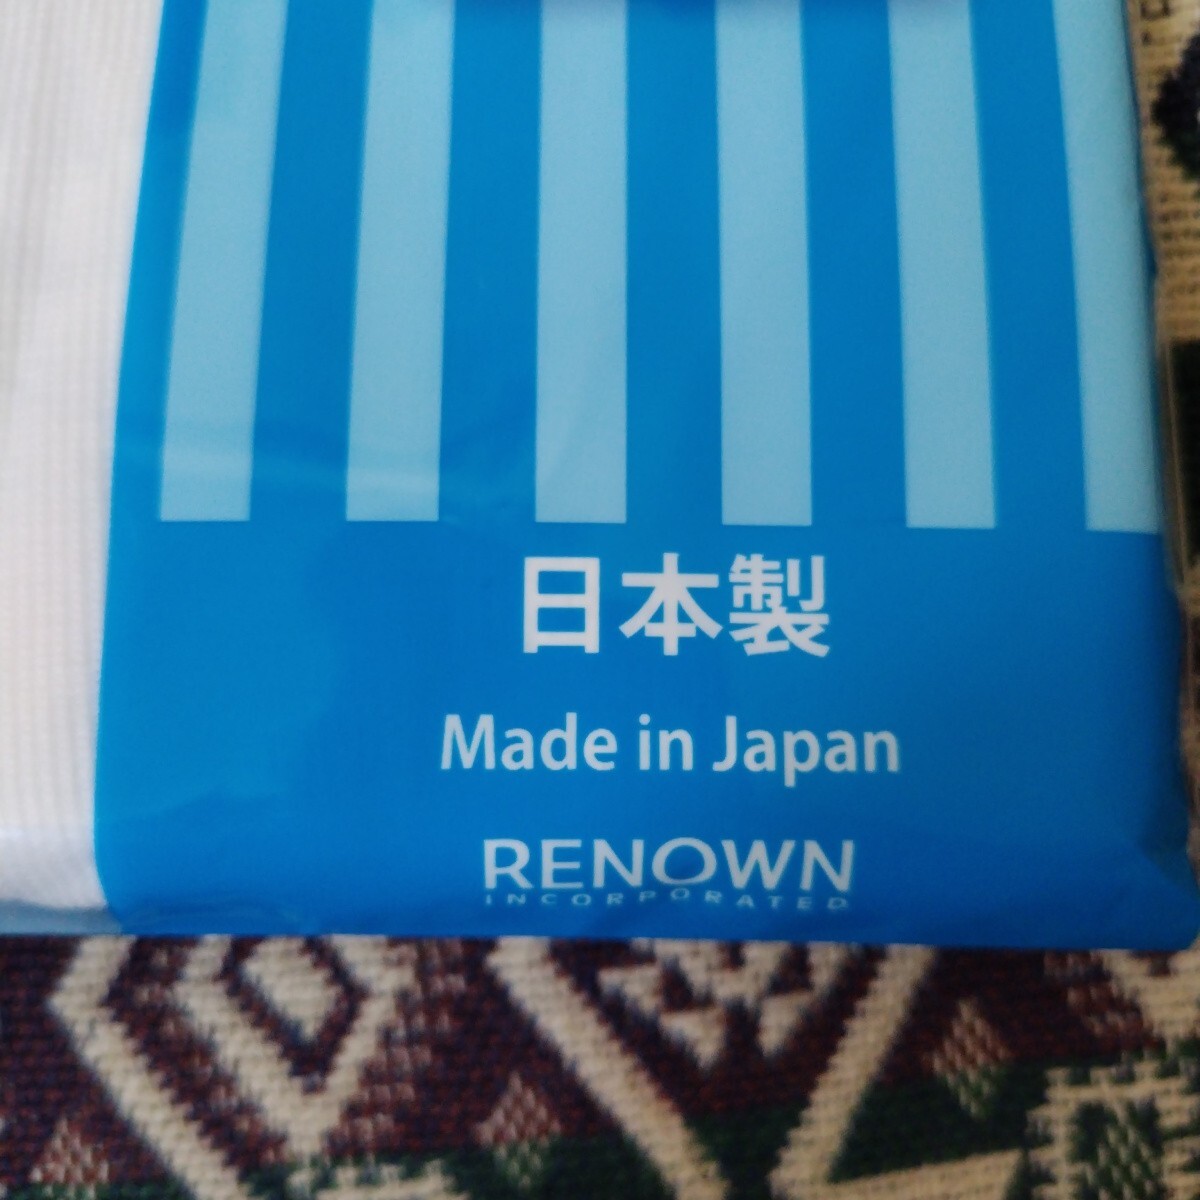 日本製
Made in Japan
RENOWN
INCORPORATED